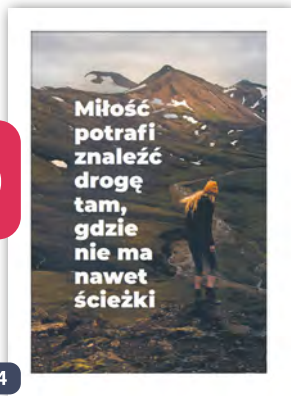 Miłość
potrafi
znaleźć
drogę
tam,
gdzie
nie ma
nawet
ścieżki
4